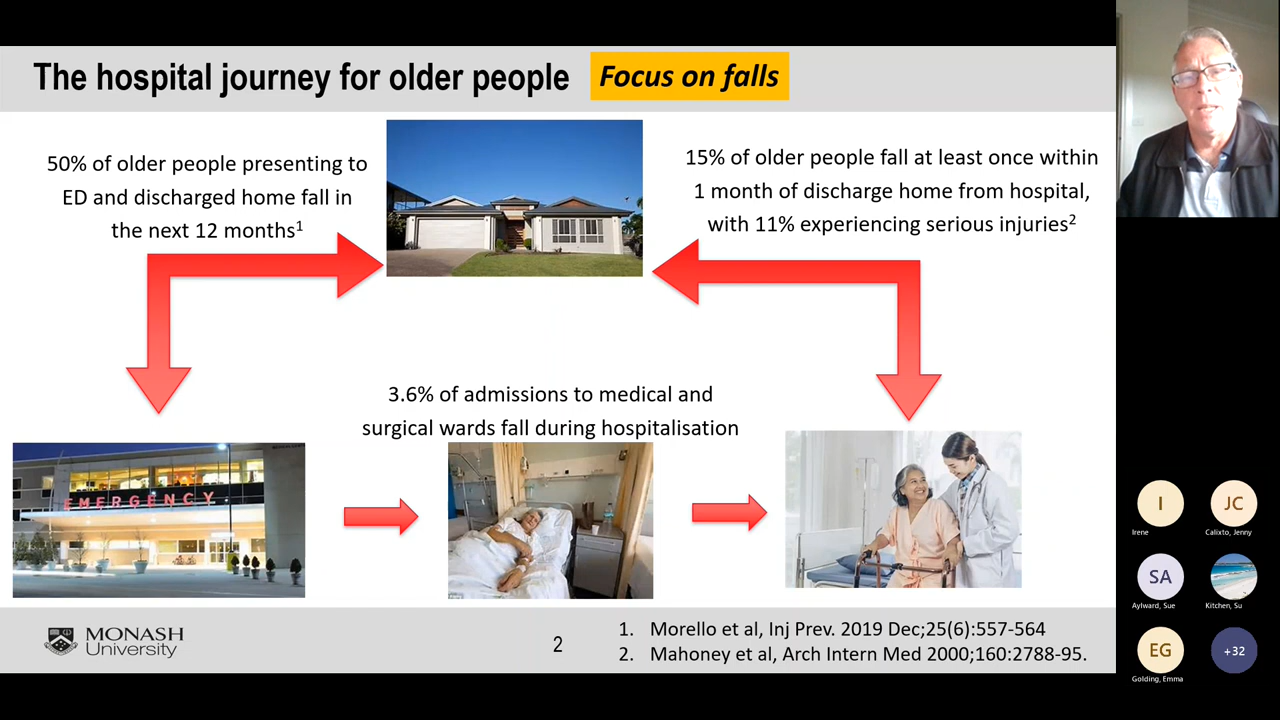 The hospital journey for older people
Focus on falls
50% of older people presenting to
ED and discharged home fall in
the next 12 months¹
15% of older people fall at least once within
1 month of discharge home from hospital,
with 11% experiencing serious injuries²
3.6% of admissions to medical and
surgical wards fall during hospitalisation
EMERGENCY
MONASH
University
2
1. Morello et al, Inj Prev. 2019 Dec;25(6):557-564
2. Mahoney et al, Arch Intern Med 2000;160:2788-95.
I
Irene
JC
Calixto, Jenny
SA
Aylward, Sue
Kitchen, Su
EG
Golding, Emma
+32